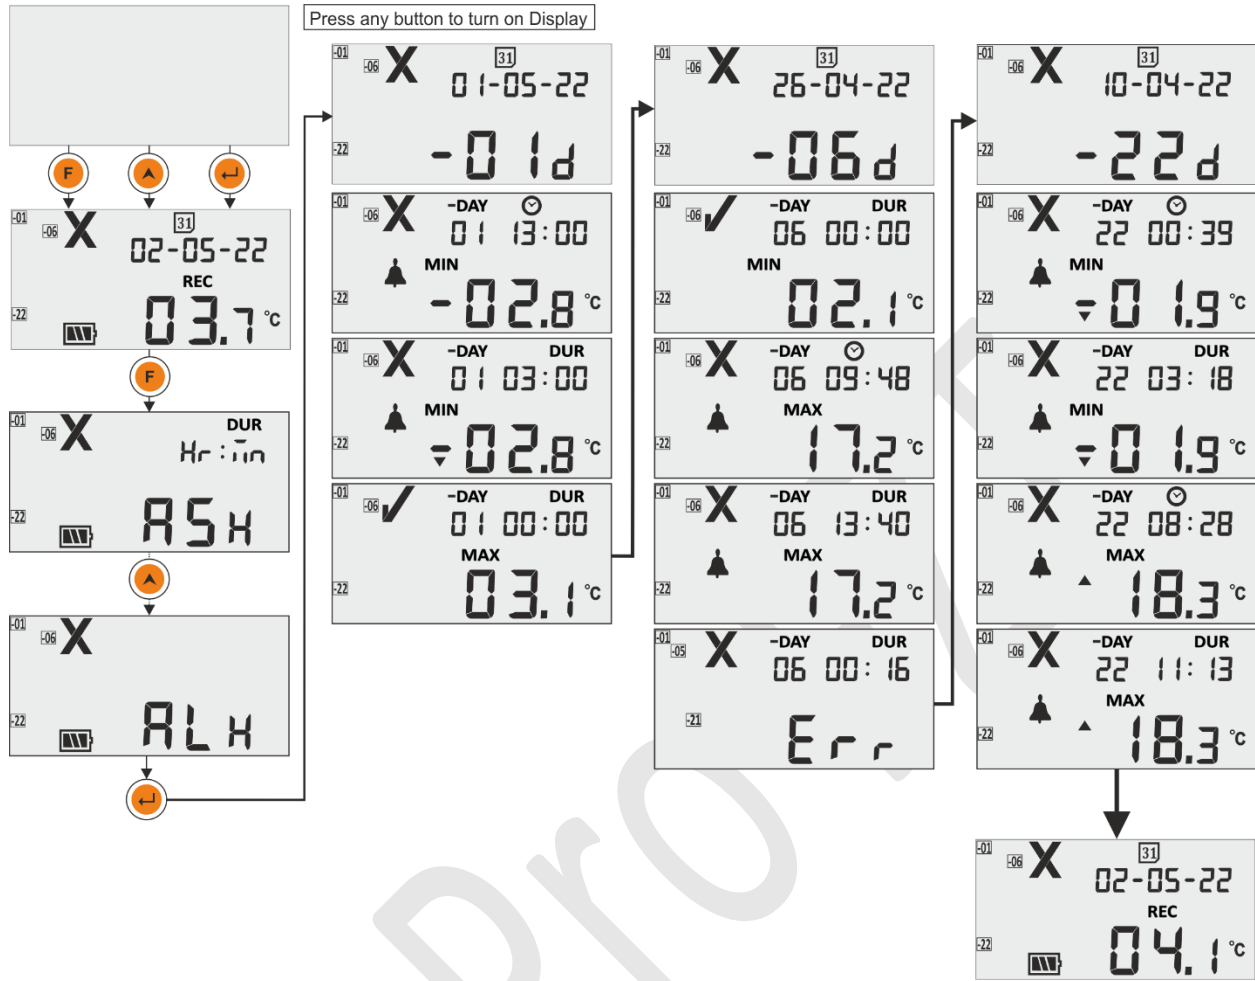 Press any button to turn on Display
F
-01 -06 X 31
02-05-22
REC
-22 03.7 °C
F
-01 -06 X DUR
Hr:mn
-22 ASH
-01 -06 X
-22 ALH
-01 -06 X 31
01-05-22
-22 -01d
-01 -06 X -DAY
01 13:00
MIN
-22 -02.8 °C
-01 -06 X -DAY DUR
01 03:00
MIN
-22 -02.8 °C
-01 -06 -DAY DUR
01 00:00
MAX
-22 03.1 °C
-01 -06 X 31
26-04-22
-22 -06d
-01 -06 -DAY DUR
06 00:00
MIN
-22 02.1 °C
-01 -06 X -DAY
06 09:48
MAX
-22 17.2 °C
-01 -06 X -DAY DUR
06 13:40
MAX
-22 17.2 °C
-01 -05 X -DAY DUR
06 00:16
-21 Err
-01 -06 X 31
10-04-22
-22 -22d
-01 -06 X -DAY
22 00:39
MIN
-22 -01.9 °C
-01 -06 X -DAY DUR
22 03:18
MIN
-22 -01.9 °C
-01 -06 X -DAY
22 08:28
MAX
-22 18.3 °C
-01 -06 X -DAY DUR
22 11:13
MAX
-22 18.3 °C
-01 -06 X 31
02-05-22
REC
-22 04.1 °C